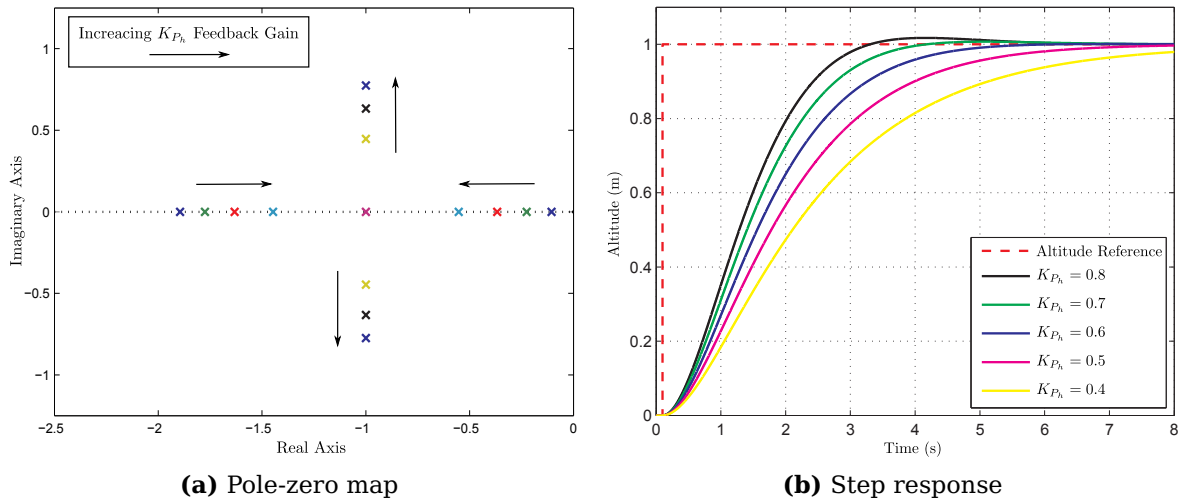 Increasing K_{P_h} Feedback Gain
Imaginary Axis
1
0.5
0
−0.5
−1
−2.5
−2
−1.5
−1
−0.5
0
Real Axis
(a) Pole-zero map
Altitude (m)
1
0.8
0.6
0.4
0.2
0
0
1
2
3
4
5
6
7
8
Time (s)
Altitude Reference
K_{P_h} = 0.8
K_{P_h} = 0.7
K_{P_h} = 0.6
K_{P_h} = 0.5
K_{P_h} = 0.4
(b) Step response